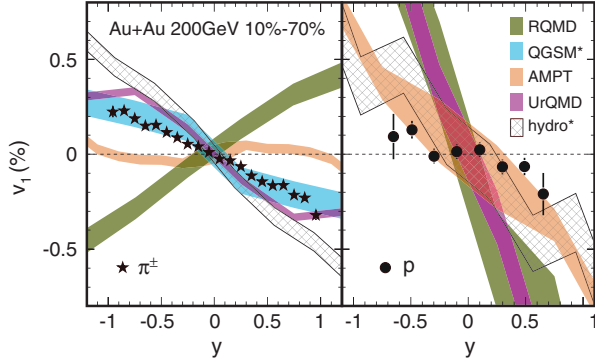 Au+Au 200GeV 10%-70%
RQMD
QGSM*
AMPT
UrQMD
hydro*
v1 (%)
0.5
0
-0.5
π±
p
-1 -0.5 0 0.5 1
-1 -0.5 0 0.5 1
y
y